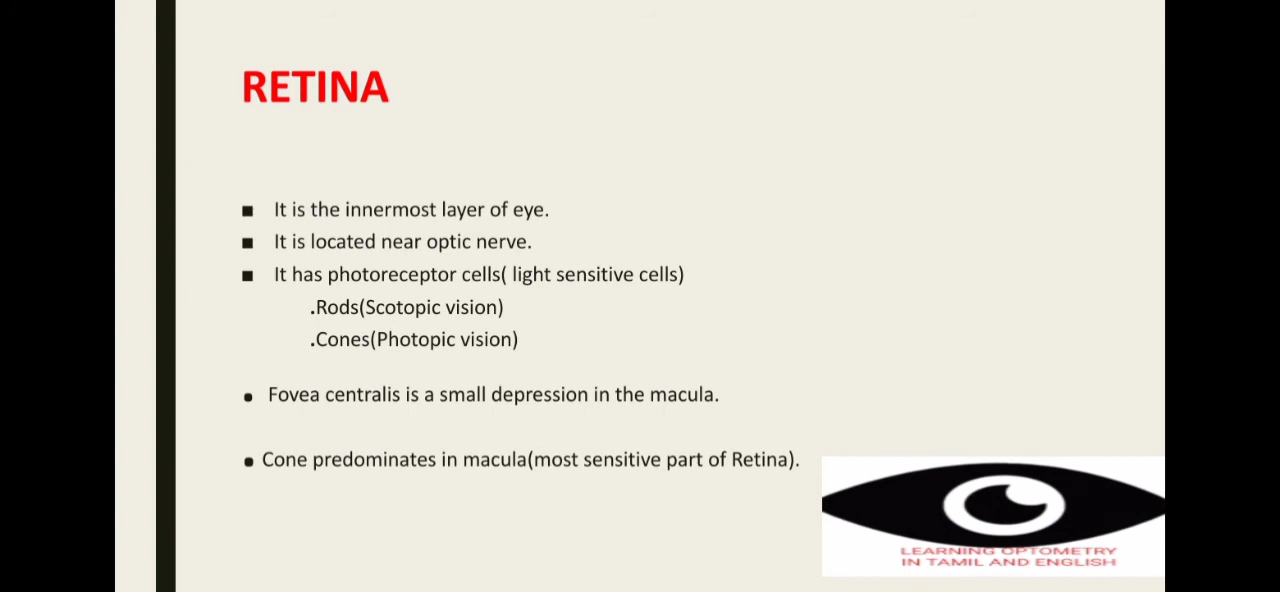 RETINA
■ It is the innermost layer of eye.
■ It is located near optic nerve.
■ It has photoreceptor cells( light sensitive cells)
.Rods(Scotopic vision)
.Cones(Photopic vision)
• Fovea centralis is a small depression in the macula.
• Cone predominates in macula(most sensitive part of Retina).
LEARNING OPTOMETRY
IN TAMIL AND ENGLISH